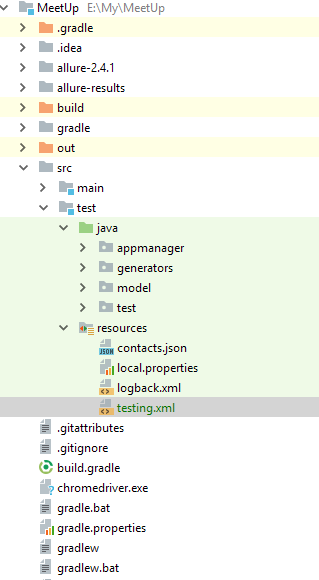 MeetUp E:\My\MeetUp
.gradle
.idea
allure-2.4.1
allure-results
build
gradle
out
src
main
test
java
appmanager
generators
model
test
resources
contacts.json
local.properties
logback.xml
testing.xml
.gitattributes
.gitignore
build.gradle
chromedriver.exe
gradle.bat
gradle.properties
gradlew
gradlew.bat